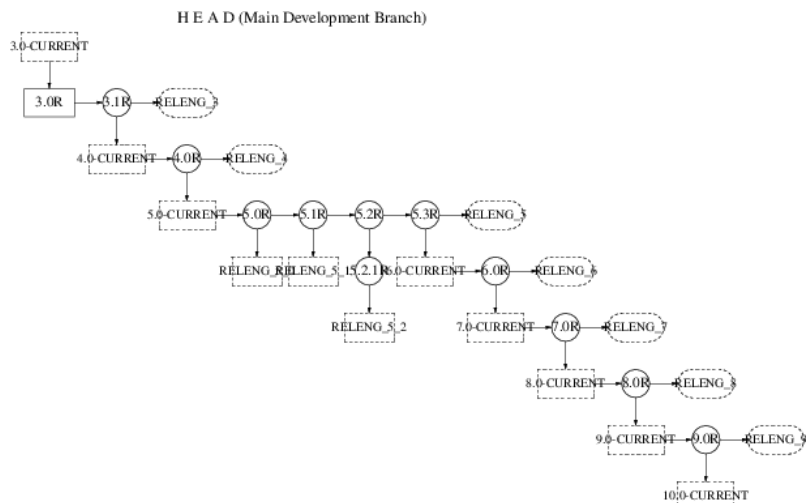 H E A D (Main Development Branch)
3.0-CURRENT
3.0R 3.1R RELENG_3
4.0-CURRENT 4.0R RELENG_4
5.0-CURRENT 5.0R 5.1R 5.2R 5.3R RELENG_5
RELENG_5_0 RELENG_5_1 5.2.1R 6.0-CURRENT 6.0R RELENG_6
RELENG_5_2 7.0-CURRENT 7.0R RELENG_7
8.0-CURRENT 8.0R RELENG_8
9.0-CURRENT 9.0R RELENG_9
10.0-CURRENT